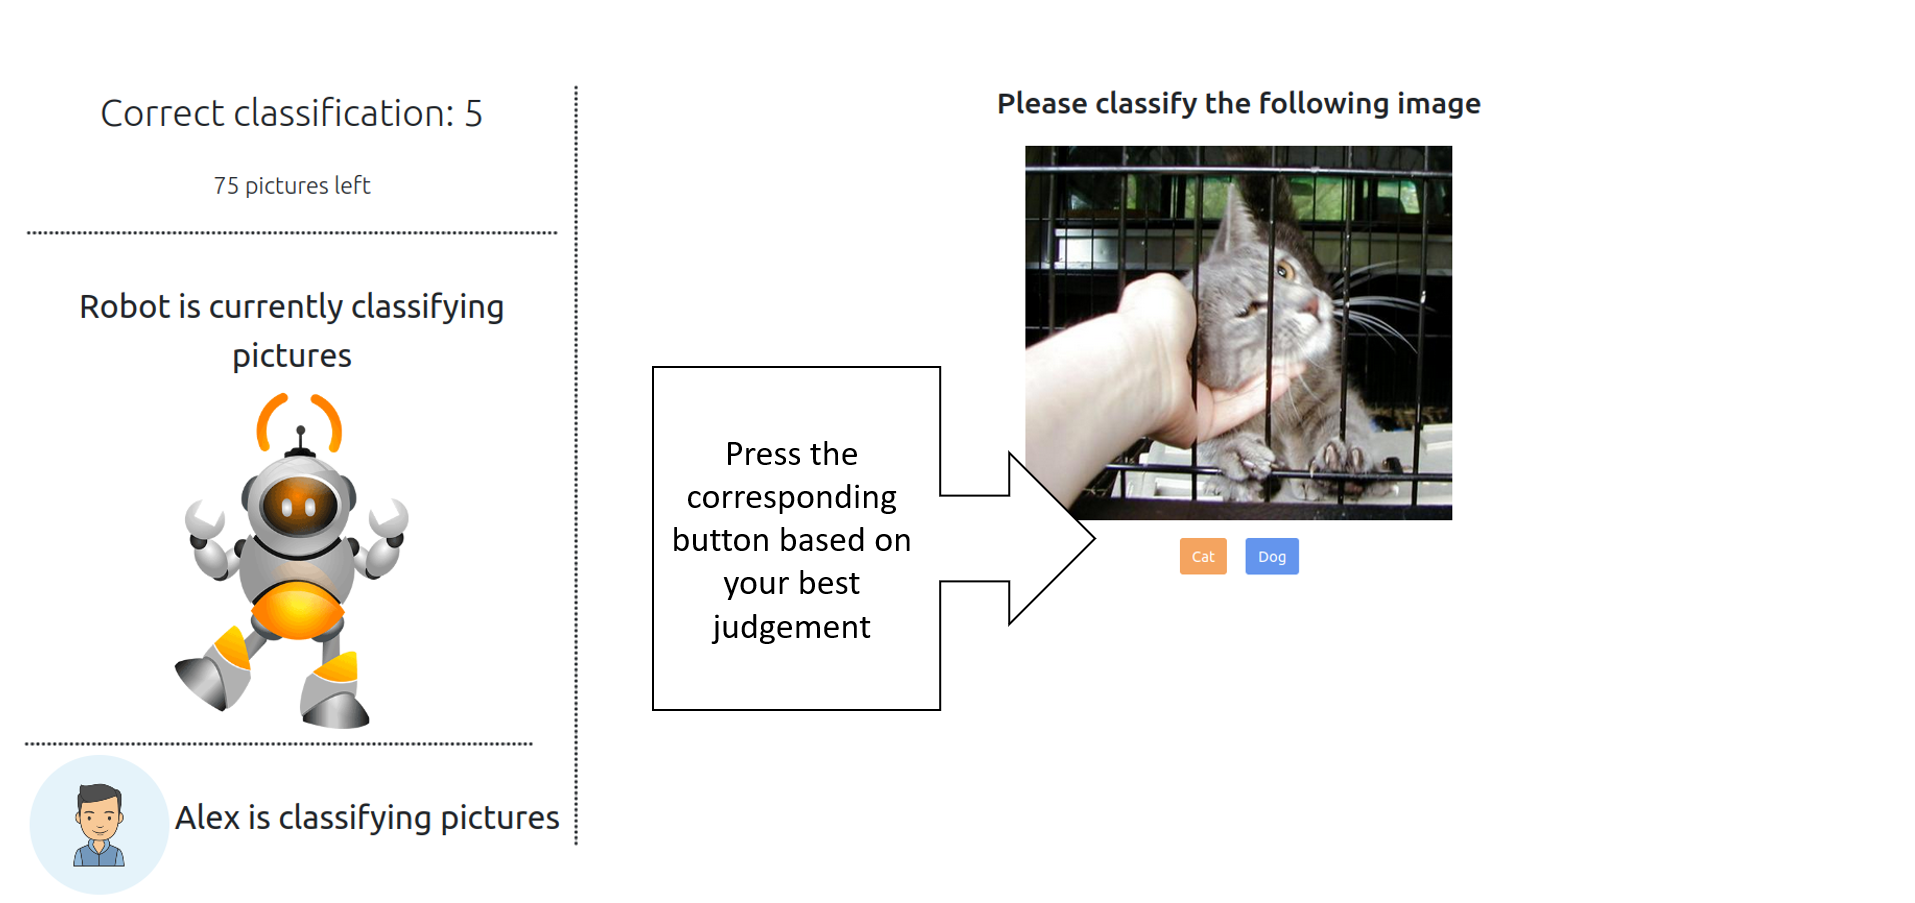 Correct classification: 5
75 pictures left
Robot is currently classifying
pictures
Alex is classifying pictures
Press the
corresponding
button based on
your best
judgement
Please classify the following image
Cat
Dog